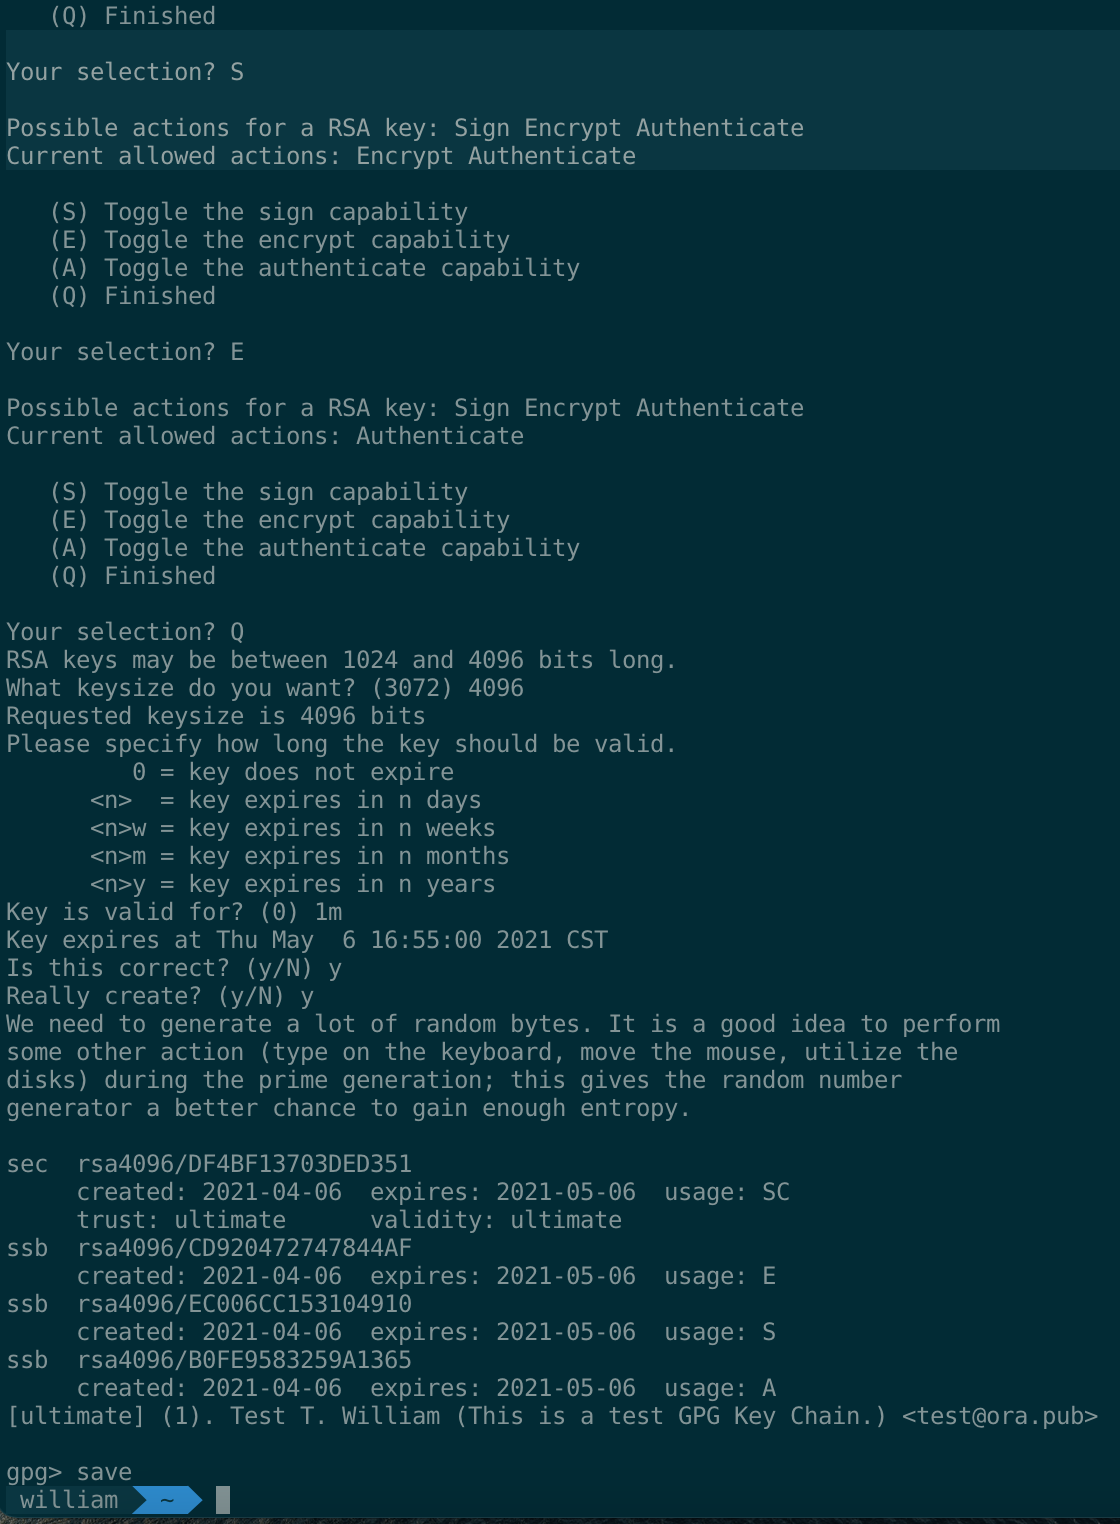 (Q) Finished
Your selection? S
Possible actions for a RSA key: Sign Encrypt Authenticate
Current allowed actions: Encrypt Authenticate
(S) Toggle the sign capability
(E) Toggle the encrypt capability
(A) Toggle the authenticate capability
(Q) Finished
Your selection? E
Possible actions for a RSA key: Sign Encrypt Authenticate
Current allowed actions: Authenticate
(S) Toggle the sign capability
(E) Toggle the encrypt capability
(A) Toggle the authenticate capability
(Q) Finished
Your selection? Q
RSA keys may be between 1024 and 4096 bits long.
What keysize do you want? (3072) 4096
Requested keysize is 4096 bits
Please specify how long the key should be valid.
0 = key does not expire
<n>  = key expires in n days
<n>w = key expires in n weeks
<n>m = key expires in n months
<n>y = key expires in n years
Key is valid for? (0) 1m
Key expires at Thu May  6 16:55:00 2021 CST
Is this correct? (y/N) y
Really create? (y/N) y
We need to generate a lot of random bytes. It is a good idea to perform
some other action (type on the keyboard, move the mouse, utilize the
disks) during the prime generation; this gives the random number
generator a better chance to gain enough entropy.
sec  rsa4096/DF4BF13703DED351
created: 2021-04-06  expires: 2021-05-06  usage: SC
trust: ultimate      validity: ultimate
ssb  rsa4096/CD920472747844AF
created: 2021-04-06  expires: 2021-05-06  usage: E
ssb  rsa4096/EC006CC153104910
created: 2021-04-06  expires: 2021-05-06  usage: S
ssb  rsa4096/B0FE9583259A1365
created: 2021-04-06  expires: 2021-05-06  usage: A
[ultimate] (1). Test T. William (This is a test GPG Key Chain.) <test@ora.pub>
gpg> save
william ~